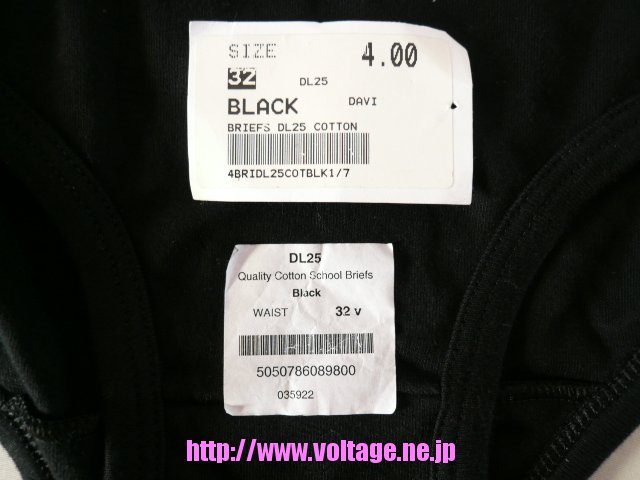 SIZE 4.00
32 DL25
BLACK DAVI
BRIEFS DL25 COTTON
4BRIDL25COTBLK1/7
DL25
Quality Cotton School Briefs
Black
WAIST 32 v
5050786089800
035922
http://www.voltage.ne.jp